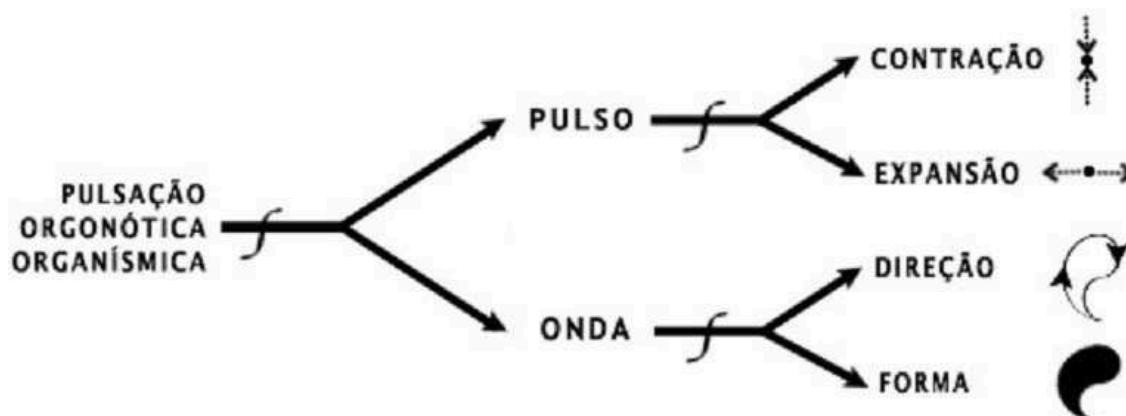 PULSAÇÃO
ORGONÓTICA
ORGANÍSMICA
PULSO
CONTRAÇÃO
EXPANSÃO
ONDA
DIREÇÃO
FORMA